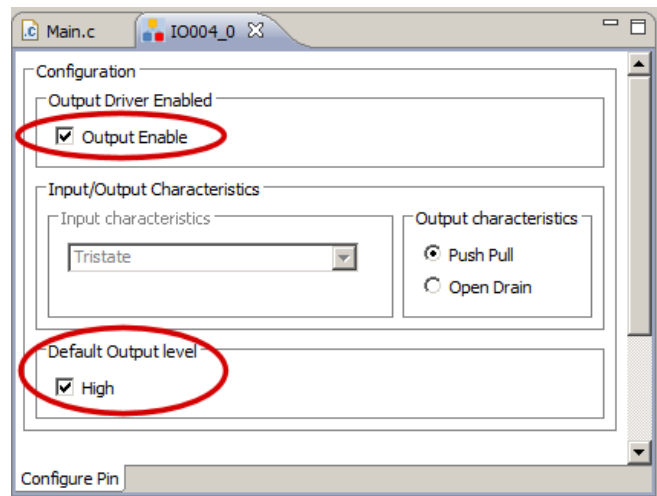 Main.c
IO004_0
Configuration
Output Driver Enabled
Output Enable
Input/Output Characteristics
Input characteristics
Tristate
Output characteristics
Push Pull
Open Drain
Default Output level
High
Configure Pin